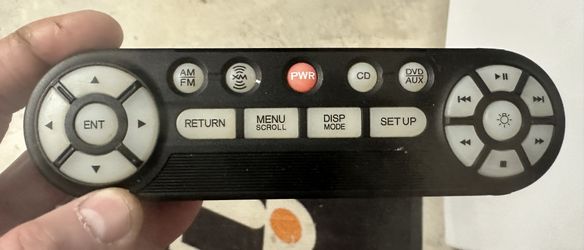 AM
FM
XM
PWR
CD
DVD
AUX
ENT
RETURN
MENU
SCROLL
DISP
MODE
SET UP